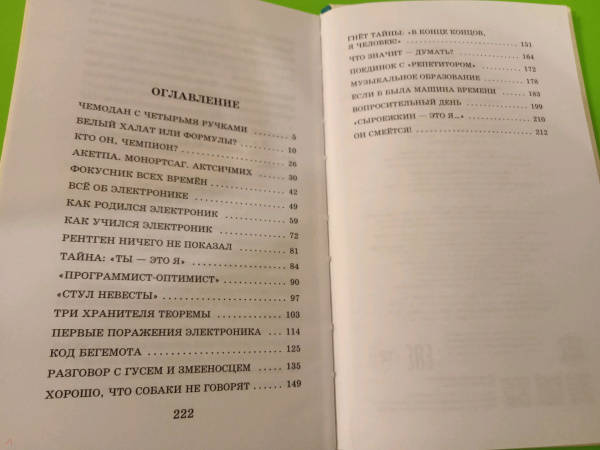 ОГЛАВЛЕНИЕ
ЧЕМОДАН С ЧЕТЫРЬМЯ РУЧКАМИ 5
БЕЛЫЙ ХАЛАТ ИЛИ ФОРМУЛЫ? 10
КТО ОН, ЧЕМПИОН? 26
АКЕТПА. МОНОРТСАГ. АКТСИЧМИХ 30
ФОКУСНИК ВСЕХ ВРЕМЁН 42
ВСЁ ОБ ЭЛЕКТРОНИКЕ 49
КАК РОДИЛСЯ ЭЛЕКТРОНИК 59
КАК УЧИЛСЯ ЭЛЕКТРОНИК 72
РЕНТГЕН НИЧЕГО НЕ ПОКАЗАЛ 81
ТАЙНА: «ТЫ — ЭТО Я» 84
«ПРОГРАММИСТ-ОПТИМИСТ» 90
«СТУЛ НЕВЕСТЫ» 97
ТРИ ХРАНИТЕЛЯ ТЕОРЕМЫ 103
ПЕРВЫЕ ПОРАЖЕНИЯ ЭЛЕКТРОНИКА 114
КОД БЕГЕМОТА 125
РАЗГОВОР С ГУСЕМ И ЗМЕЕНОСЦЕМ 135
ХОРОШО, ЧТО СОБАКИ НЕ ГОВОРЯТ 149
222
ГНЁТ ТАЙНЫ: «В КОНЦЕ КОНЦОВ,
Я ЧЕЛОВЕК!» 151
ЧТО ЗНАЧИТ — ДУМАТЬ? 164
ПОЕДИНОК С «РЕПЕТИТОРОМ» 172
МУЗЫКАЛЬНОЕ ОБРАЗОВАНИЕ 178
ЕСЛИ Б БЫЛА МАШИНА ВРЕМЕНИ 183
ВОПРОСИТЕЛЬНЫЙ ДЕНЬ 199
«СЫРОЕЖКИН — ЭТО Я...» 210
ОН СМЕЁТСЯ! 212